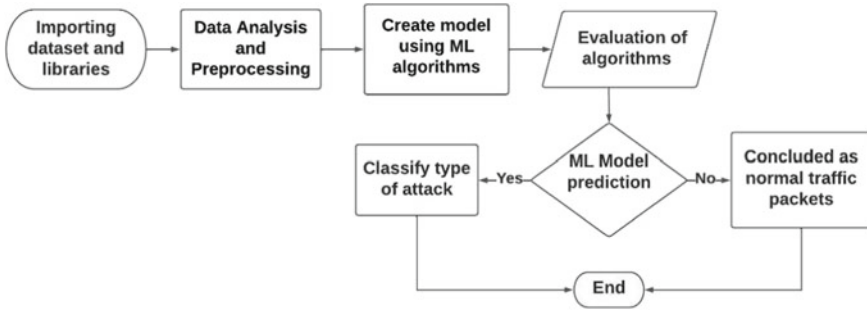 Importing
dataset and
libraries
Data Analysis
and
Preprocessing
Create model
using ML
algorithms
Evaluation of
algorithms
Classify type
of attack
Yes
ML Model
prediction
No
Concluded as
normal traffic
packets
End